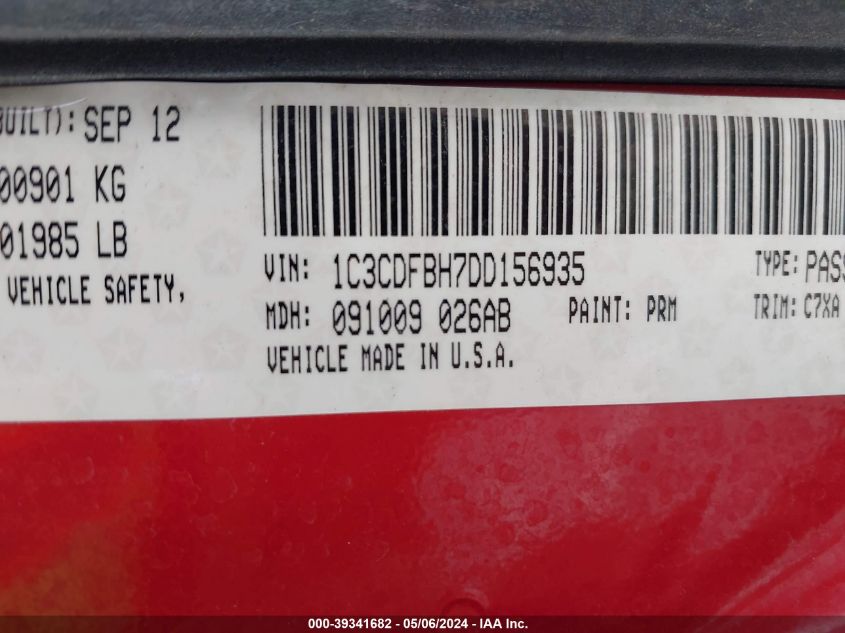 BUILT): SEP 12
00901 KG
01985 LB
VEHICLE SAFETY,
VIN: 1C3CDFBH7DD156935 TYPE: PASS
MDH: 091009 026AB PAINT: PRM TRIM: C7XA
VEHICLE MADE IN U.S.A.
000-39341682 - 05/06/2024 - IAA Inc.